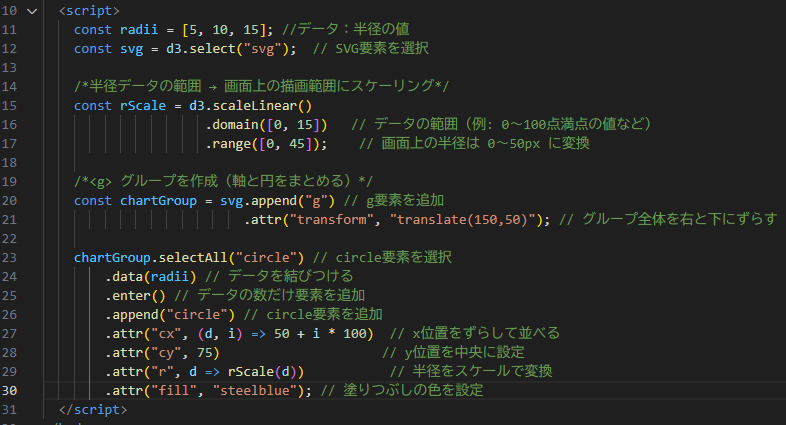 10 <script>
11 const radii = [5, 10, 15]; //データ：半径の値
12 const svg = d3.select("svg");  // SVG要素を選択
13
14 /*半径データの範囲 → 画面上の描画範囲にスケーリング*/
15 const rScale = d3.scaleLinear()
16 .domain([0, 15])   // データの範囲（例: 0～100点満点の値など）
17 .range([0, 45]);    // 画面上の半径は 0～50px に変換
18
19 /*<g> グループを作成（軸と円をまとめる）*/
20 const chartGroup = svg.append("g") // g要素を追加
21 .attr("transform", "translate(150,50)"); // グループ全体を右と下にずらす
22
23 chartGroup.selectAll("circle") // circle要素を選択
24 .data(radii) // データを結びつける
25 .enter() // データの数だけ要素を追加
26 .append("circle") // circle要素を追加
27 .attr("cx", (d, i) => 50 + i * 100)  // x位置をずらして並べる
28 .attr("cy", 75)                    // y位置を中央に設定
29 .attr("r", d => rScale(d))          // 半径をスケールで変換
30 .attr("fill", "steelblue"); // 塗りつぶしの色を設定
31 </script>